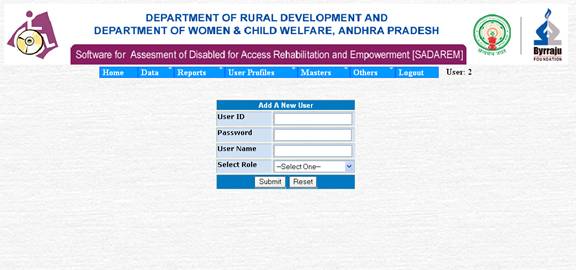 DEPARTMENT OF RURAL DEVELOPMENT AND
DEPARTMENT OF WOMEN & CHILD WELFARE, ANDHRA PRADESH
Software for Assesment of Disabled for Access Rehabilitation and Empowerment [SADAREM]
Byrraju
FOUNDATION
Home Data Reports User Profiles Masters Others Logout User: 2
Add A New User
User ID
Password
User Name
Select Role --Select One--
Submit Reset